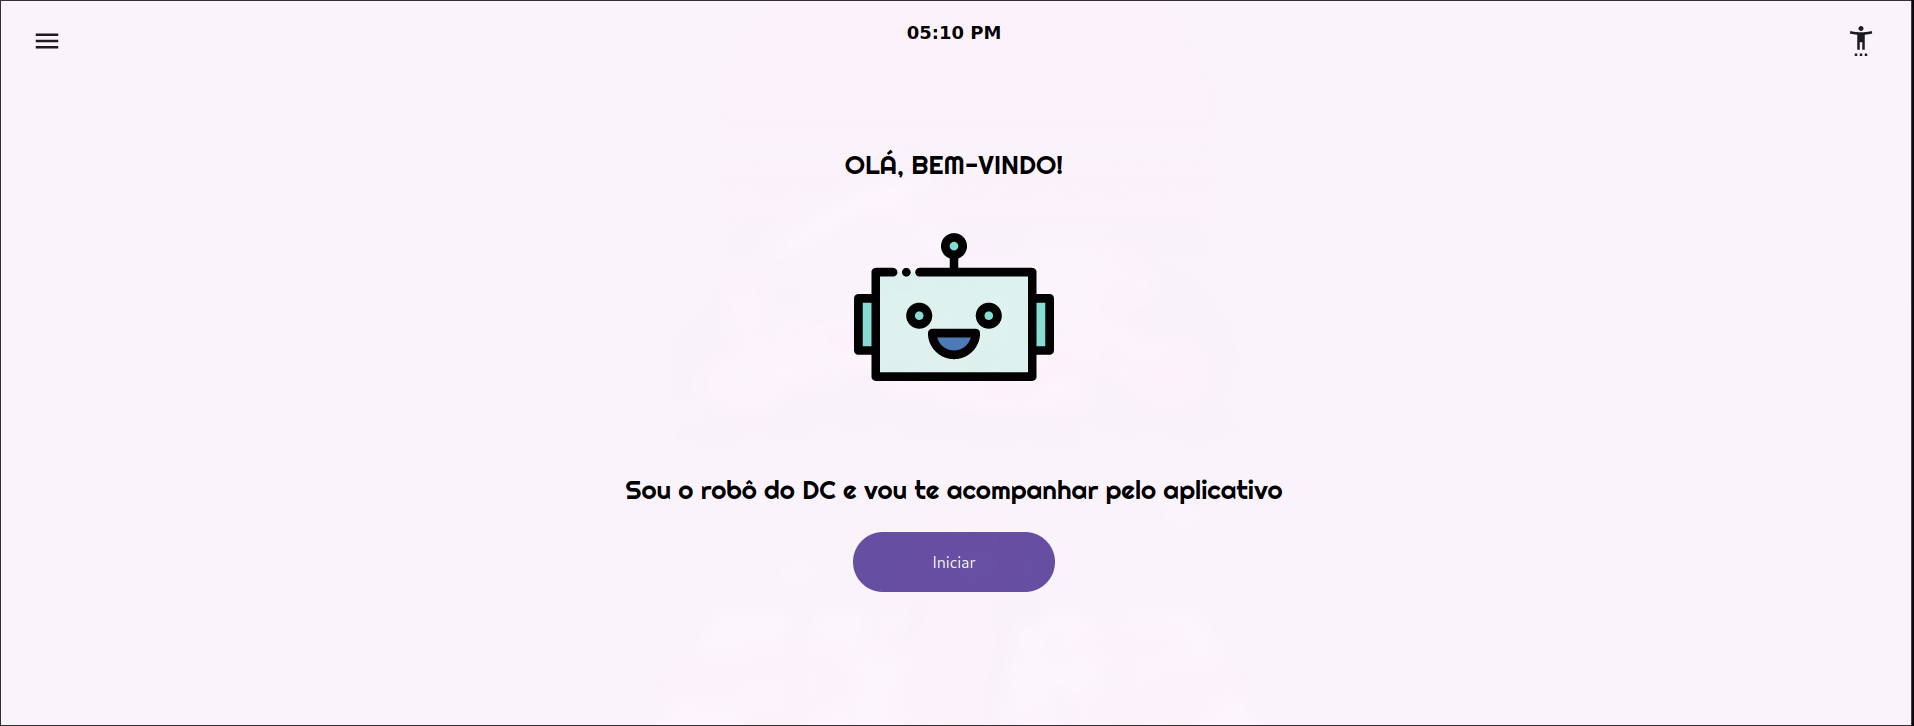 05:10 PM
OLÁ, BEM-VINDO!
Sou o robô do DC e vou te acompanhar pelo aplicativo
Iniciar